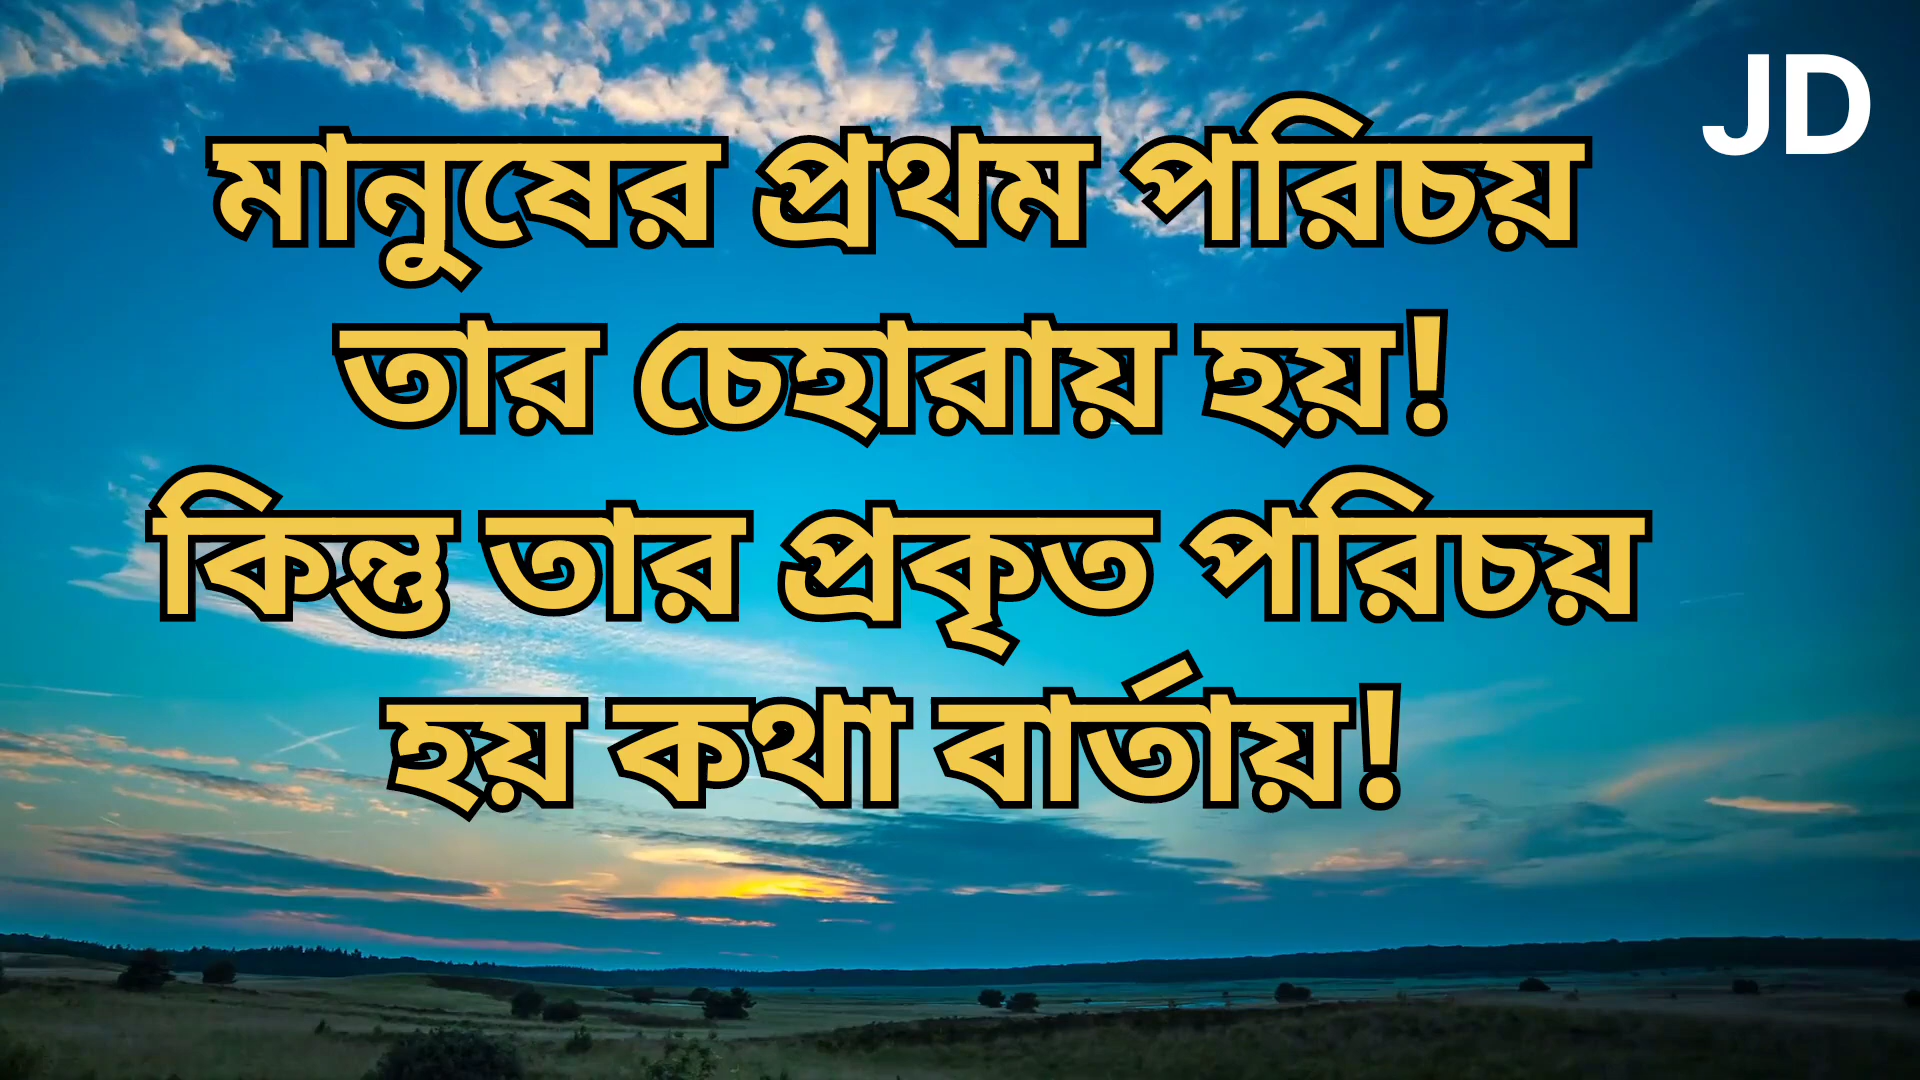 JD
মানুষের প্রথম পরিচয়
তার চেহারায় হয়!
কিন্তু তার প্রকৃত পরিচয়
হয় কথা বার্তায়!